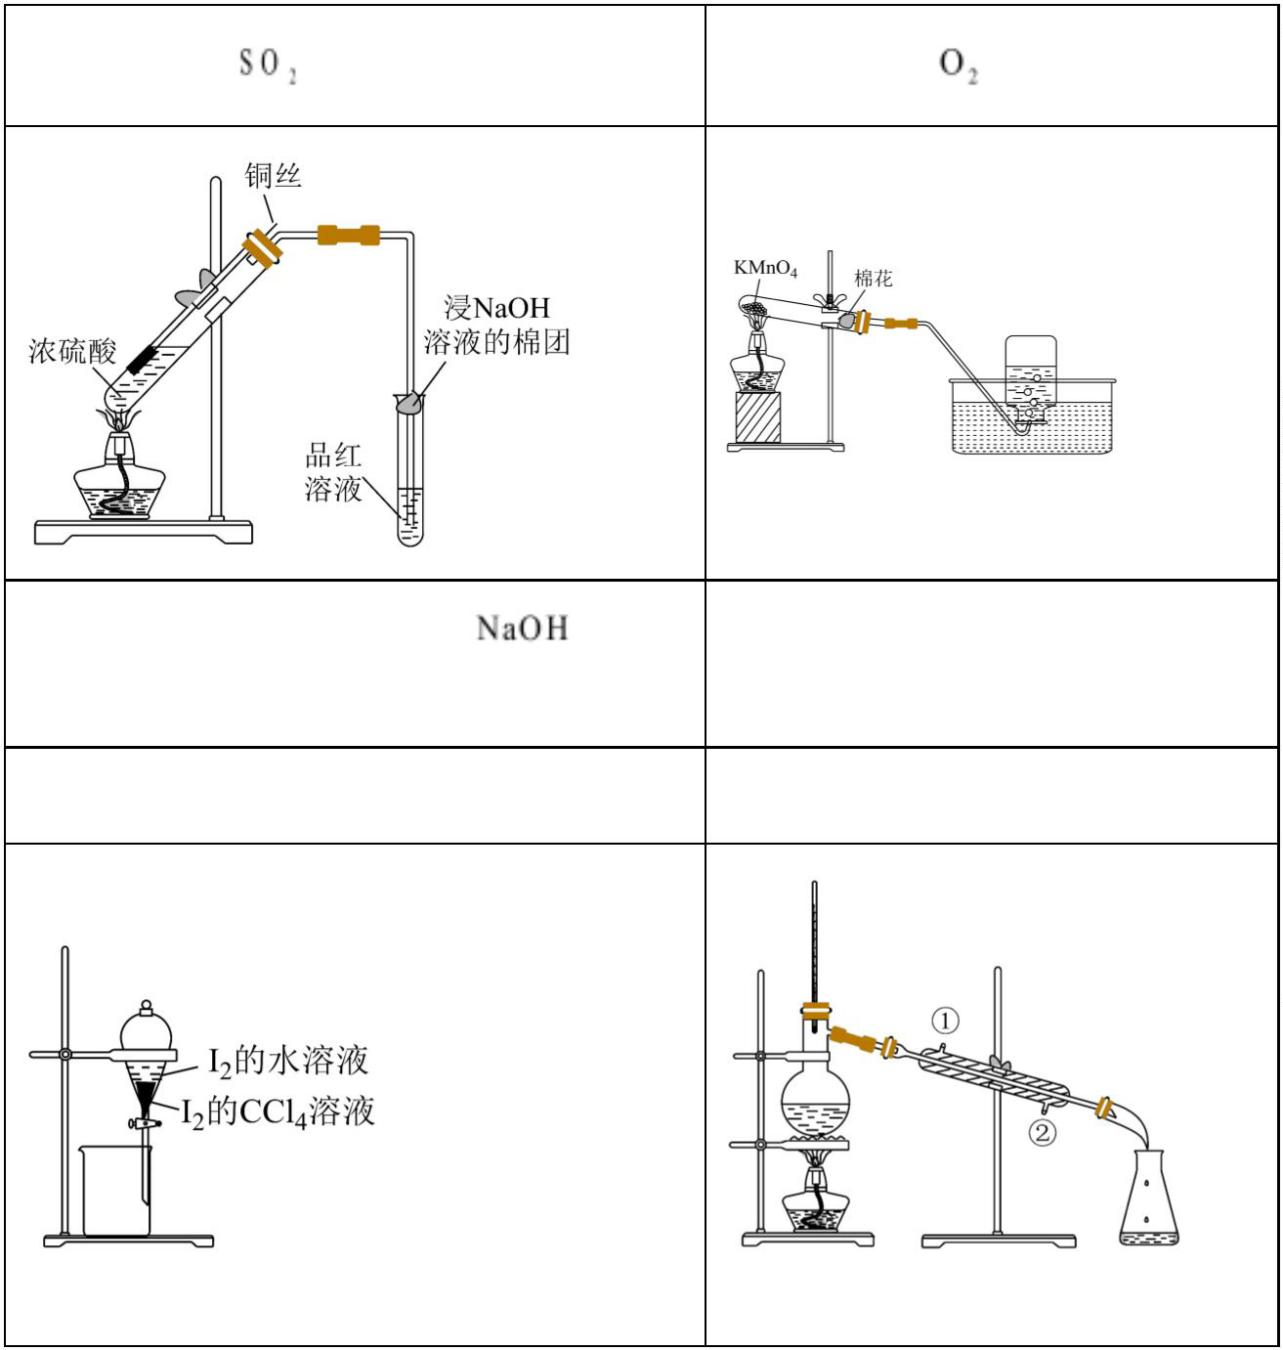 SO2
O2
铜丝
浸NaOH
溶液的棉团
浓硫酸
品红
溶液
KMnO4
棉花
NaOH
I2的水溶液
I2的CCl4溶液
①
②